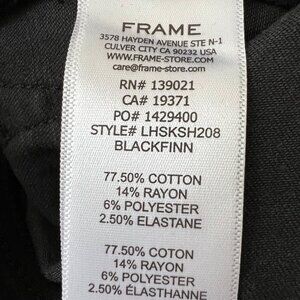 FRAME
3578 HAYDEN AVENUE STE N-1
CULVER CITY CA 90232 USA
WWW.FRAME-STORE.COM
care@frame-store.com
RN# 139021
CA# 19371
PO# 1429400
STYLE# LHSKSH208
BLACKFINN
77.50% COTTON
14% RAYON
6% POLYESTER
2.50% ELASTANE
77.50% COTON
14% RAYON
6% POLYESTER
2.50% ÉLASTHANNE